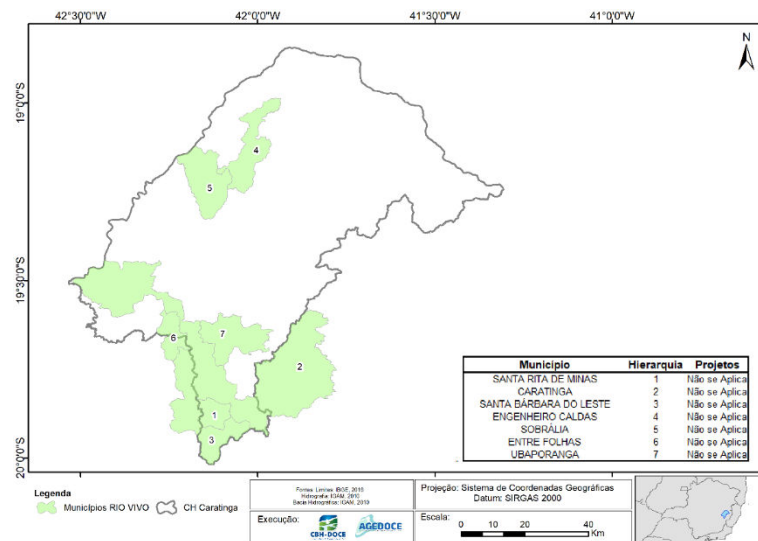 42°30'0"W 42°0'0"W 41°30'0"W 41°0'0"W
N
19°0'0"S
4
5
19°30'0"S
6
7
2
1
3
20°0'0"S
Município Hierarquia Projetos
SANTA RITA DE MINAS 1 Não se Aplica
CARATINGA 2 Não se Aplica
SANTA BÁRBARA DO LESTE 3 Não se Aplica
ENGENHEIRO CALDAS 4 Não se Aplica
SOBRÁLIA 5 Não se Aplica
ENTRE FOLHAS 6 Não se Aplica
UBAPORANGA 7 Não se Aplica
Legenda
Municípios RIO VIVO CH Caratinga
Fontes: Limites: IBGE, 2010
Hidrografia: IGAM, 2010
Base Hidrográfica: IGAM, 2010
Execução:
CBH-DOCE
AGEDOCE
Projeção: Sistema de Coordenadas Geográficas
Datum: SIRGAS 2000
Escala:
0 10 20 40
Km